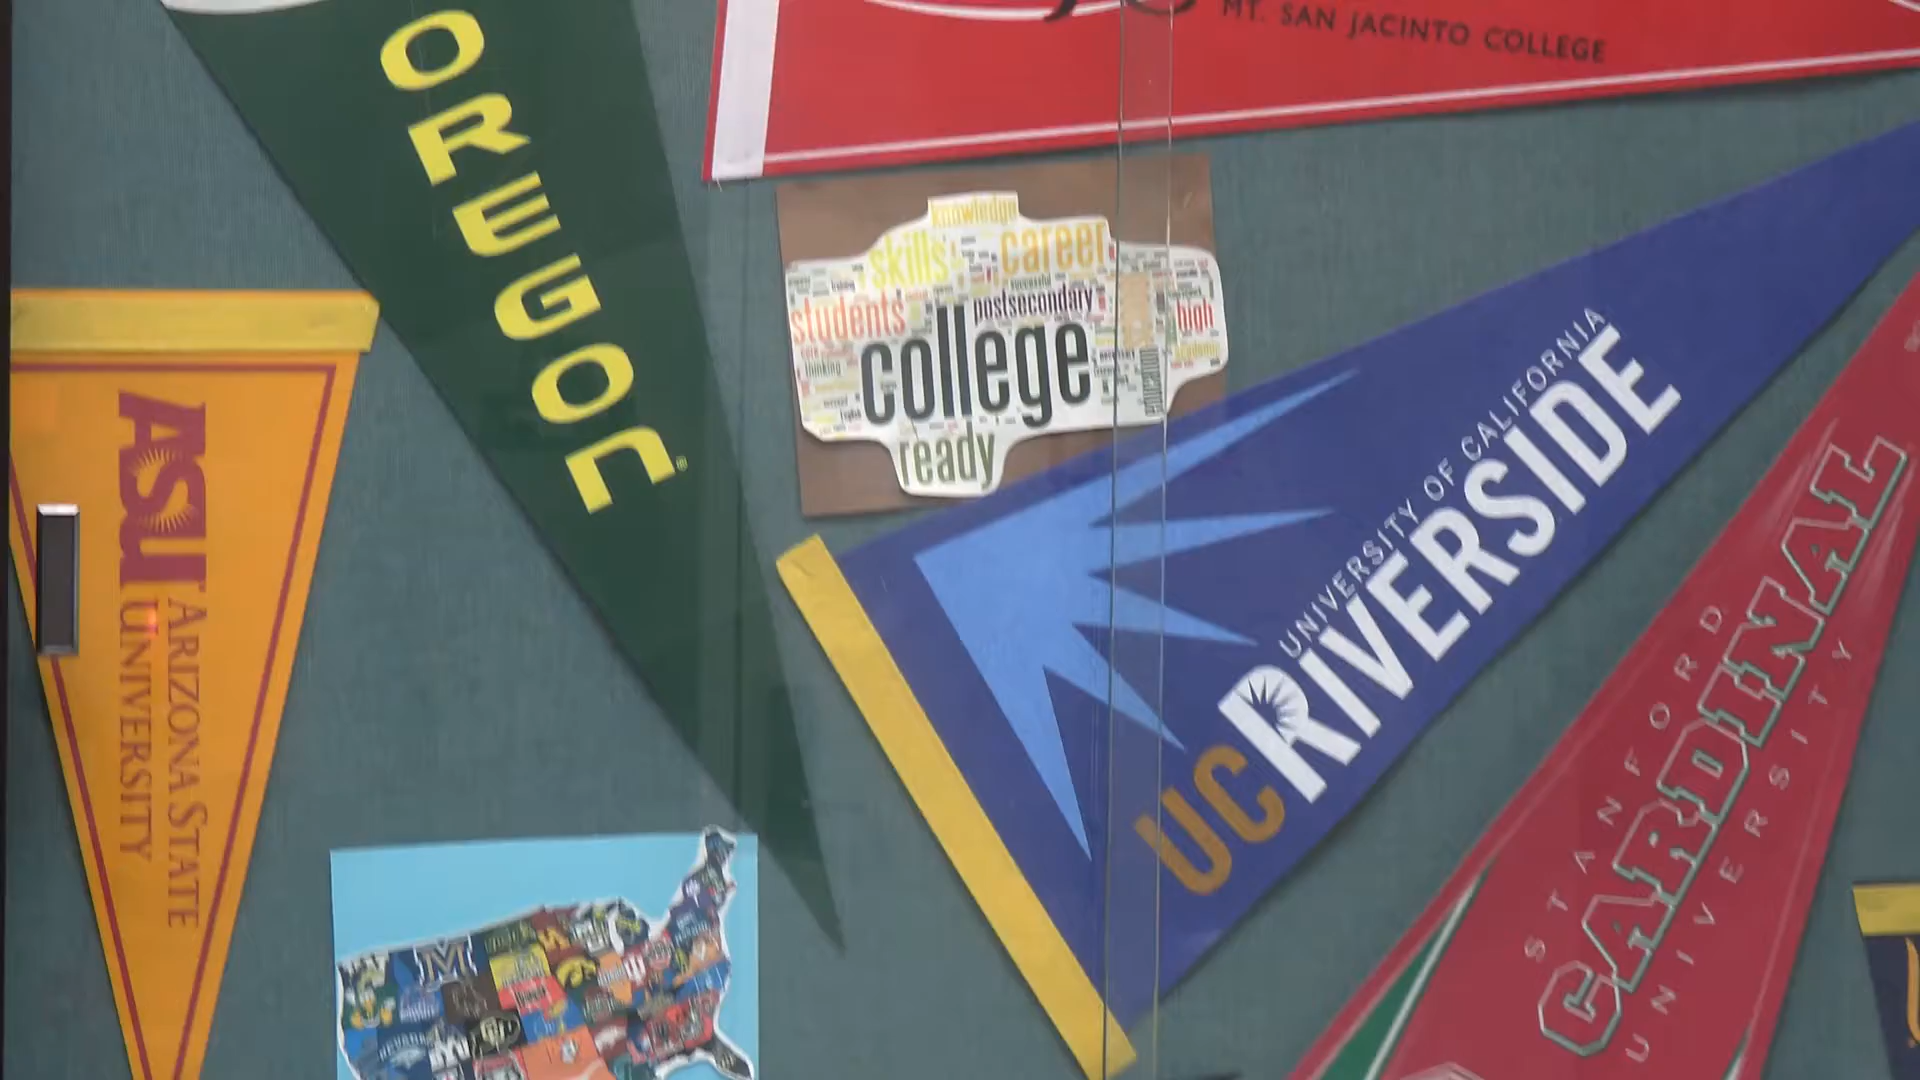 OREGON
MT. SAN JACINTO COLLEGE
knowledge
skills
career
students
postsecondary
high
college
ready
ASU
ARIZONA STATE
UNIVERSITY
UNIVERSITY OF CALIFORNIA
UC RIVERSIDE
STANFORD
CARDINAL
UNIVERSITY
M
NEVADA